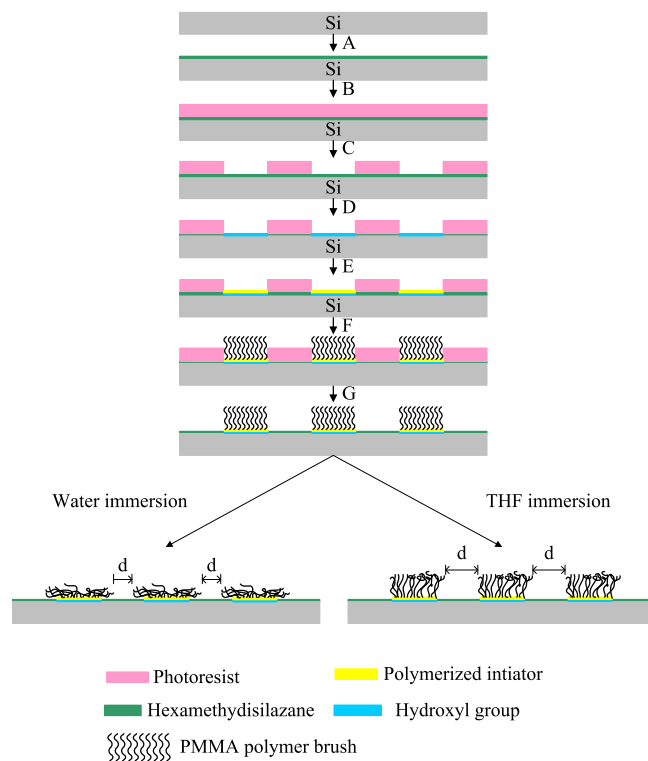 Si
A
Si
B
Si
C
Si
D
Si
E
Si
F
G
Water immersion
THF immersion
d d
d d
Photoresist
Polymerized intiator
Hexamethydisilazane
Hydroxyl group
PMMA polymer brush